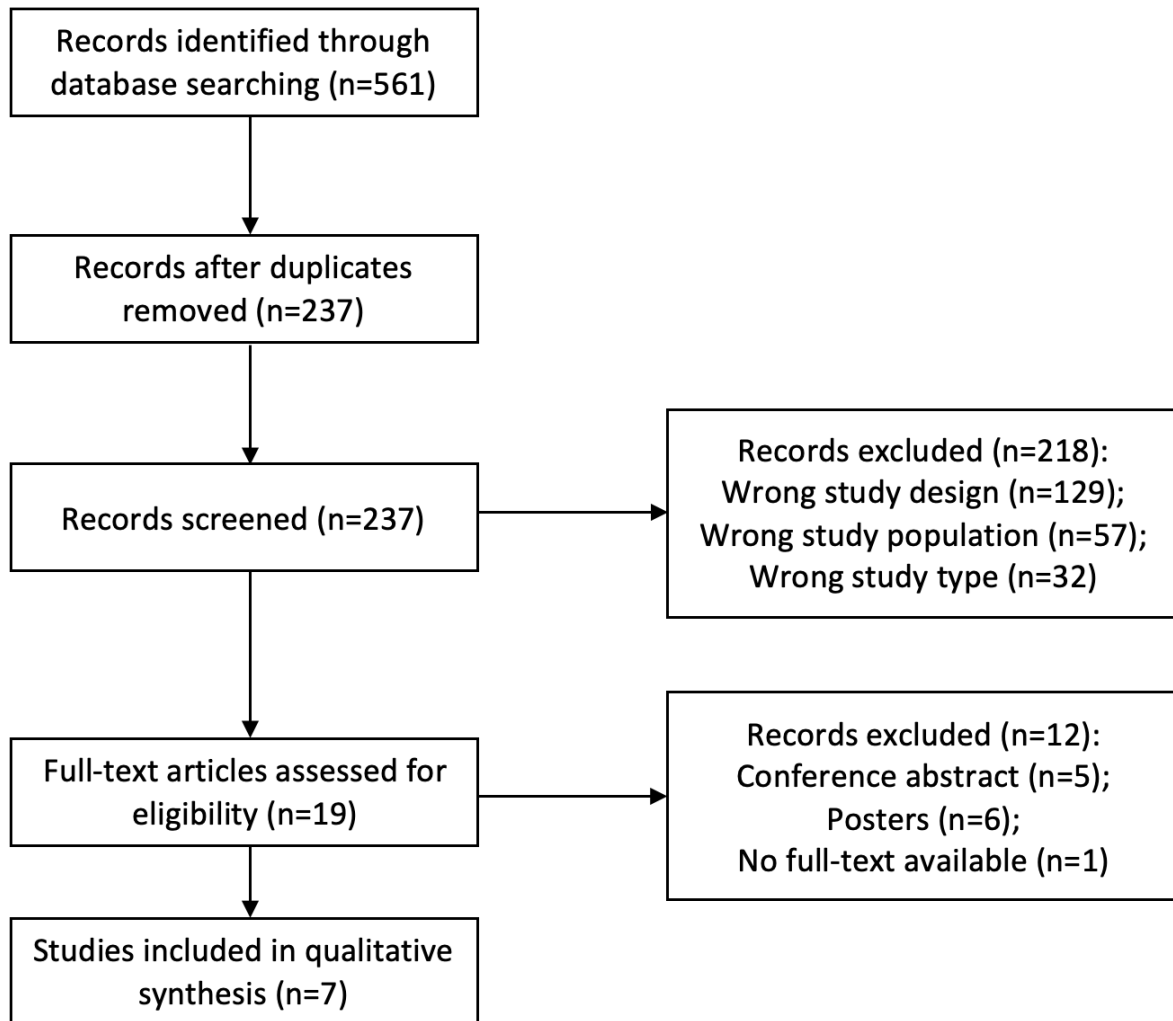 Records identified through
database searching (n=561)
Records after duplicates
removed (n=237)
Records screened (n=237)
Records excluded (n=218):
Wrong study design (n=129);
Wrong study population (n=57);
Wrong study type (n=32)
Full-text articles assessed for
eligibility (n=19)
Records excluded (n=12):
Conference abstract (n=5);
Posters (n=6);
No full-text available (n=1)
Studies included in qualitative
synthesis (n=7)